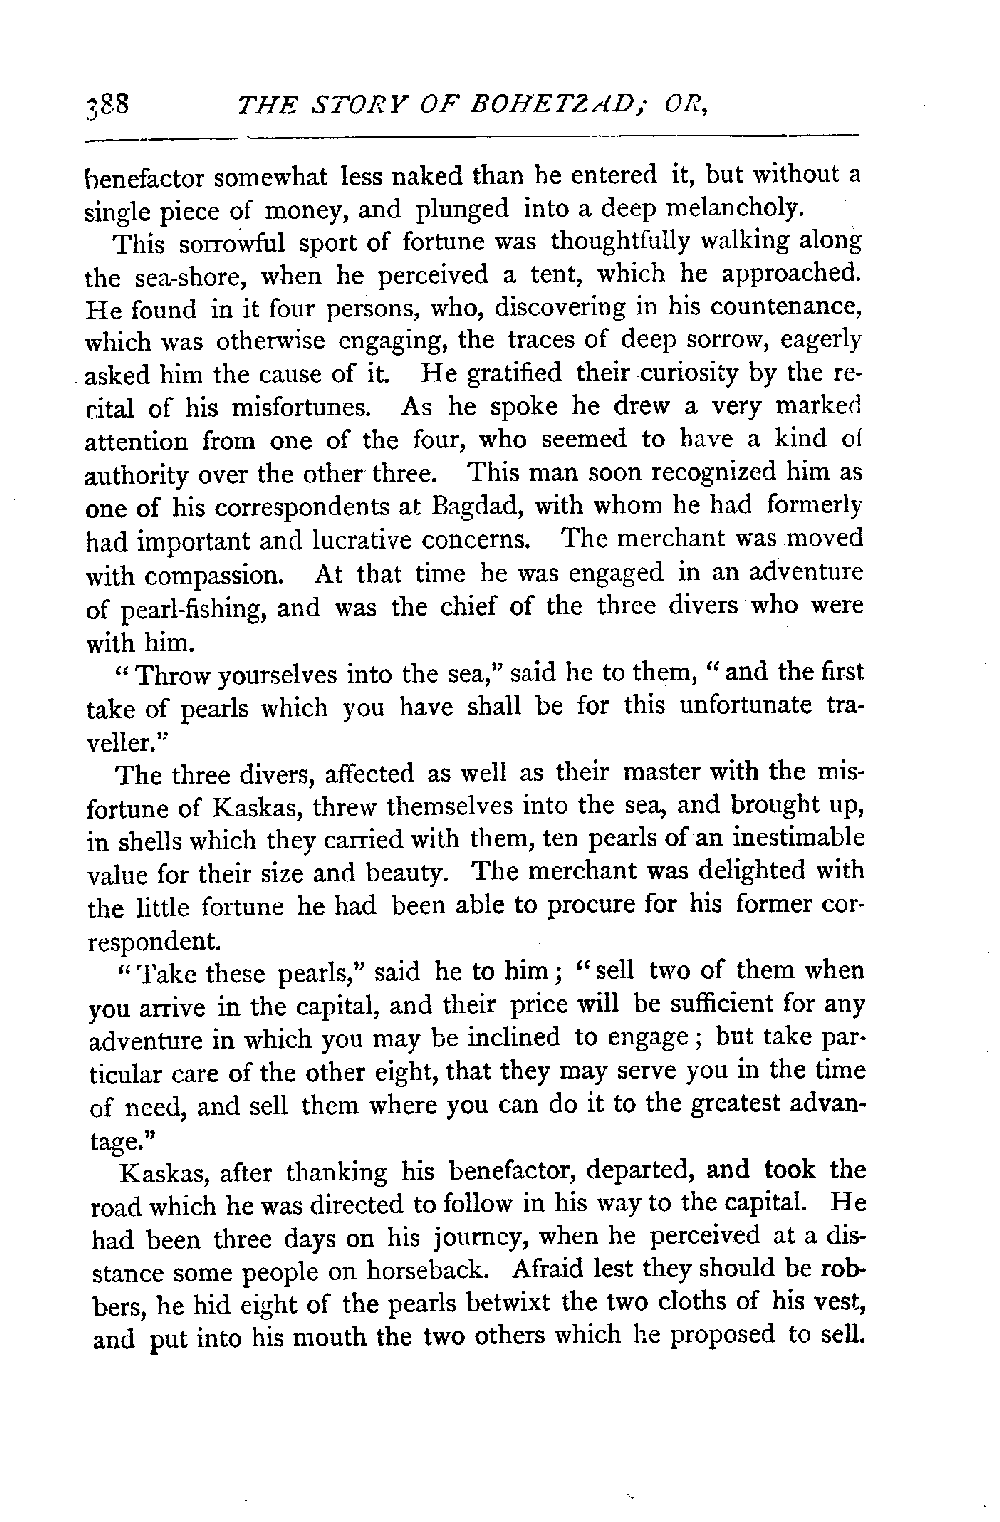 388 THE STORY OF BOHETZAD; OR,
benefactor somewhat less naked than he entered it, but without a
single piece of money, and plunged into a deep melancholy.
This sorrowful sport of fortune was thoughtfully walking along
the sea-shore, when he perceived a tent, which he approached.
He found in it four persons, who, discovering in his countenance,
which was otherwise engaging, the traces of deep sorrow, eagerly
asked him the cause of it. He gratified their curiosity by the re-
cital of his misfortunes. As he spoke he drew a very marked
attention from one of the four, who seemed to have a kind of
authority over the other three. This man soon recognized him as
one of his correspondents at Bagdad, with whom he had formerly
had important and lucrative concerns. The merchant was moved
with compassion. At that time he was engaged in an adventure
of pearl-fishing, and was the chief of the three divers who were
with him.
“Throw yourselves into the sea,” said he to them, “and the first
take of pearls which you have shall be for this unfortunate tra-
veller.”
The three divers, affected as well as their master with the mis-
fortune of Kaskas, threw themselves into the sea, and brought up,
in shells which they carried with them, ten pearls of an inestimable
value for their size and beauty. The merchant was delighted with
the little fortune he had been able to procure for his former cor-
respondent.
“Take these pearls,” said he to him; “sell two of them when
you arrive in the capital, and their price will be sufficient for any
adventure in which you may be inclined to engage; but take par-
ticular care of the other eight, that they may serve you in the time
of need, and sell them where you can do it to the greatest advan-
tage.”
Kaskas, after thanking his benefactor, departed, and took the
road which he was directed to follow in his way to the capital. He
had been three days on his journey, when he perceived at a dis-
stance some people on horseback. Afraid lest they should be rob-
bers, he hid eight of the pearls betwixt the two cloths of his vest,
and put into his mouth the two others which he proposed to sell.